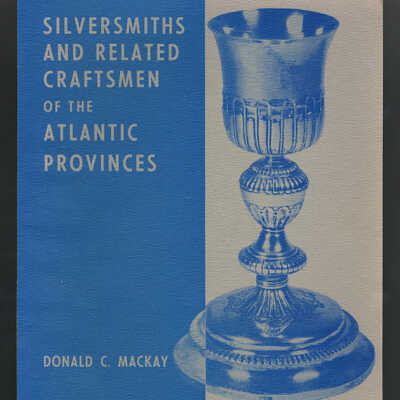 SILVERSMITHS
AND RELATED
CRAFTSMEN
OF THE
ATLANTIC
PROVINCES
DONALD C. MACKAY